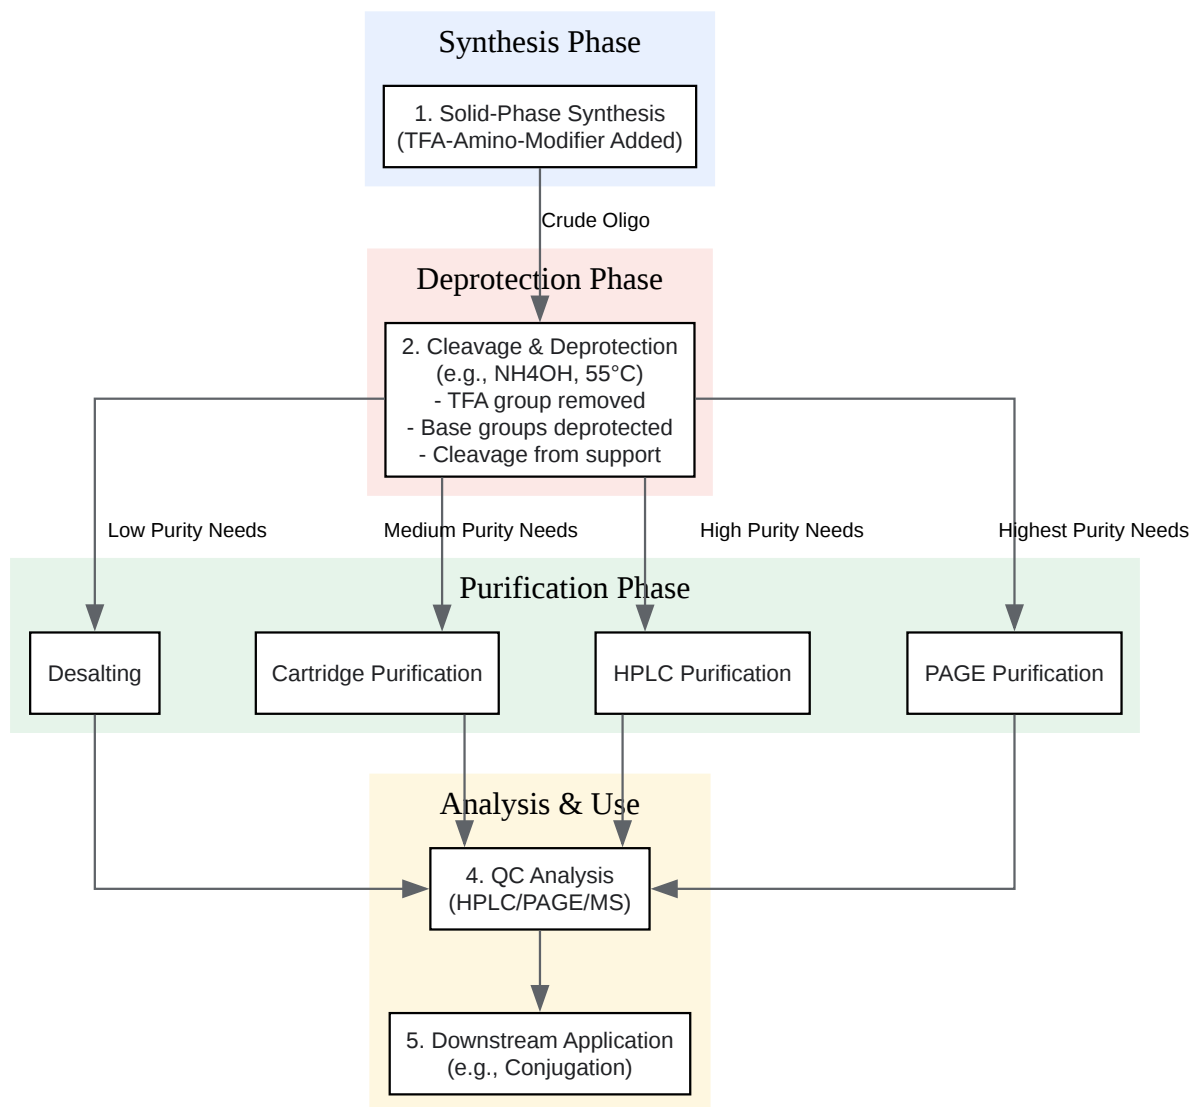 Synthesis Phase
1. Solid-Phase Synthesis
(TFA-Amino-Modifier Added)
Crude Oligo
Deprotection Phase
2. Cleavage & Deprotection
(e.g., NH4OH, 55°C)
- TFA group removed
- Base groups deprotected
- Cleavage from support
Low Purity Needs
Medium Purity Needs
High Purity Needs
Highest Purity Needs
Purification Phase
Desalting
Cartridge Purification
HPLC Purification
PAGE Purification
Analysis & Use
4. QC Analysis
(HPLC/PAGE/MS)
5. Downstream Application
(e.g., Conjugation)